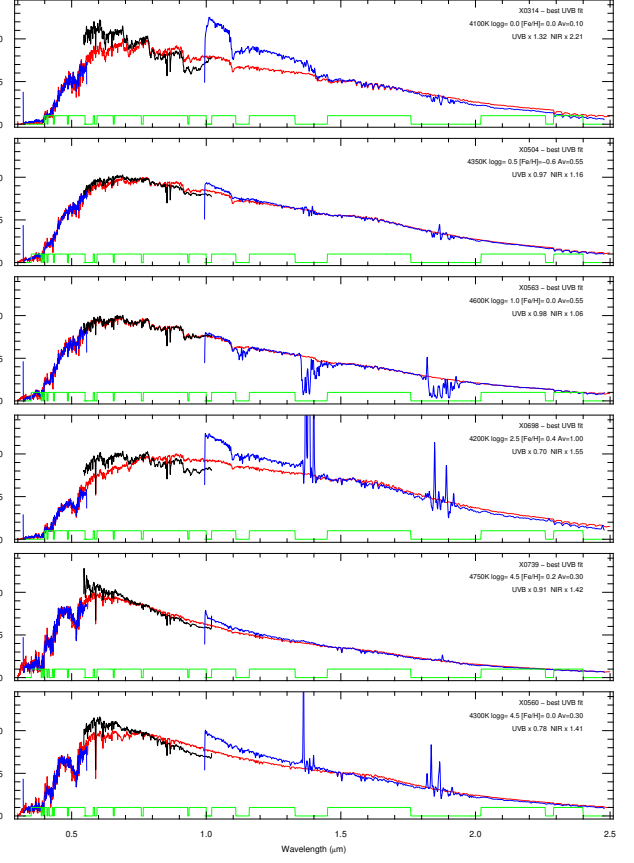 X0314 − best UVB fit
4100K logg= 0.0 [Fe/H]= 0.0 Av=0.10
UVB x 1.32 NIR x 2.21
X0504 − best UVB fit
4350K logg= 0.5 [Fe/H]=−0.6 Av=0.55
UVB x 0.97 NIR x 1.16
X0563 − best UVB fit
4600K logg= 1.0 [Fe/H]= 0.0 Av=0.55
UVB x 0.98 NIR x 1.06
X0698 − best UVB fit
4200K logg= 2.5 [Fe/H]= 0.4 Av=1.00
UVB x 0.70 NIR x 1.55
X0739 − best UVB fit
4750K logg= 4.5 [Fe/H]= 0.2 Av=0.30
UVB x 0.91 NIR x 1.42
X0560 − best UVB fit
4300K logg= 4.5 [Fe/H]= 0.0 Av=0.30
UVB x 0.78 NIR x 1.41
0.5 1.0 1.5 2.0 2.5
Wavelength (μm)